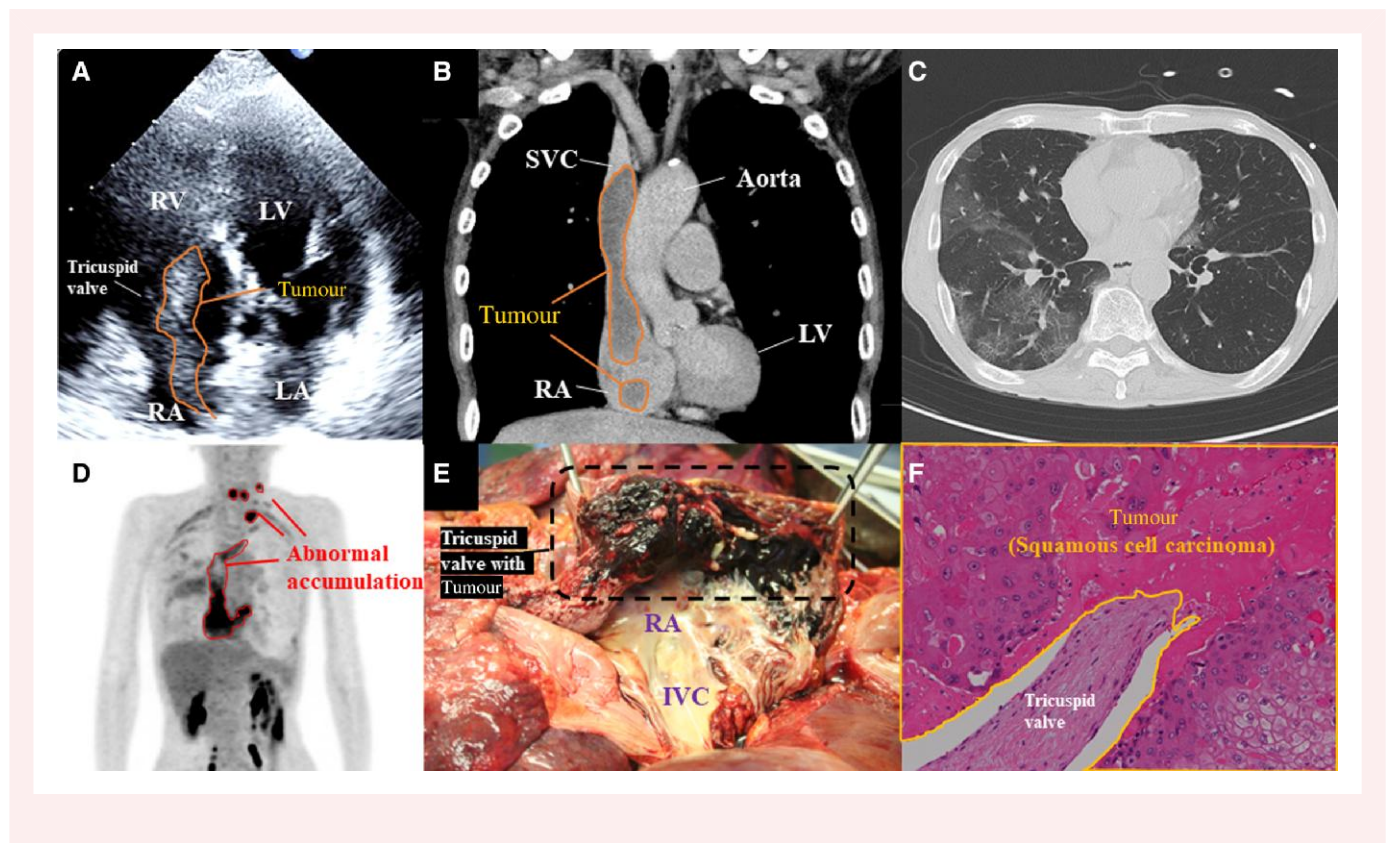 A
RV
LV
Tricuspid
valve
Tumour
RA
LA
B
SVC
Aorta
Tumour
LV
RA
C
D
Abnormal
accumulation
E
Tricuspid
valve with
Tumour
RA
IVC
F
Tumour
(Squamous cell carcinoma)
Tricuspid
valve